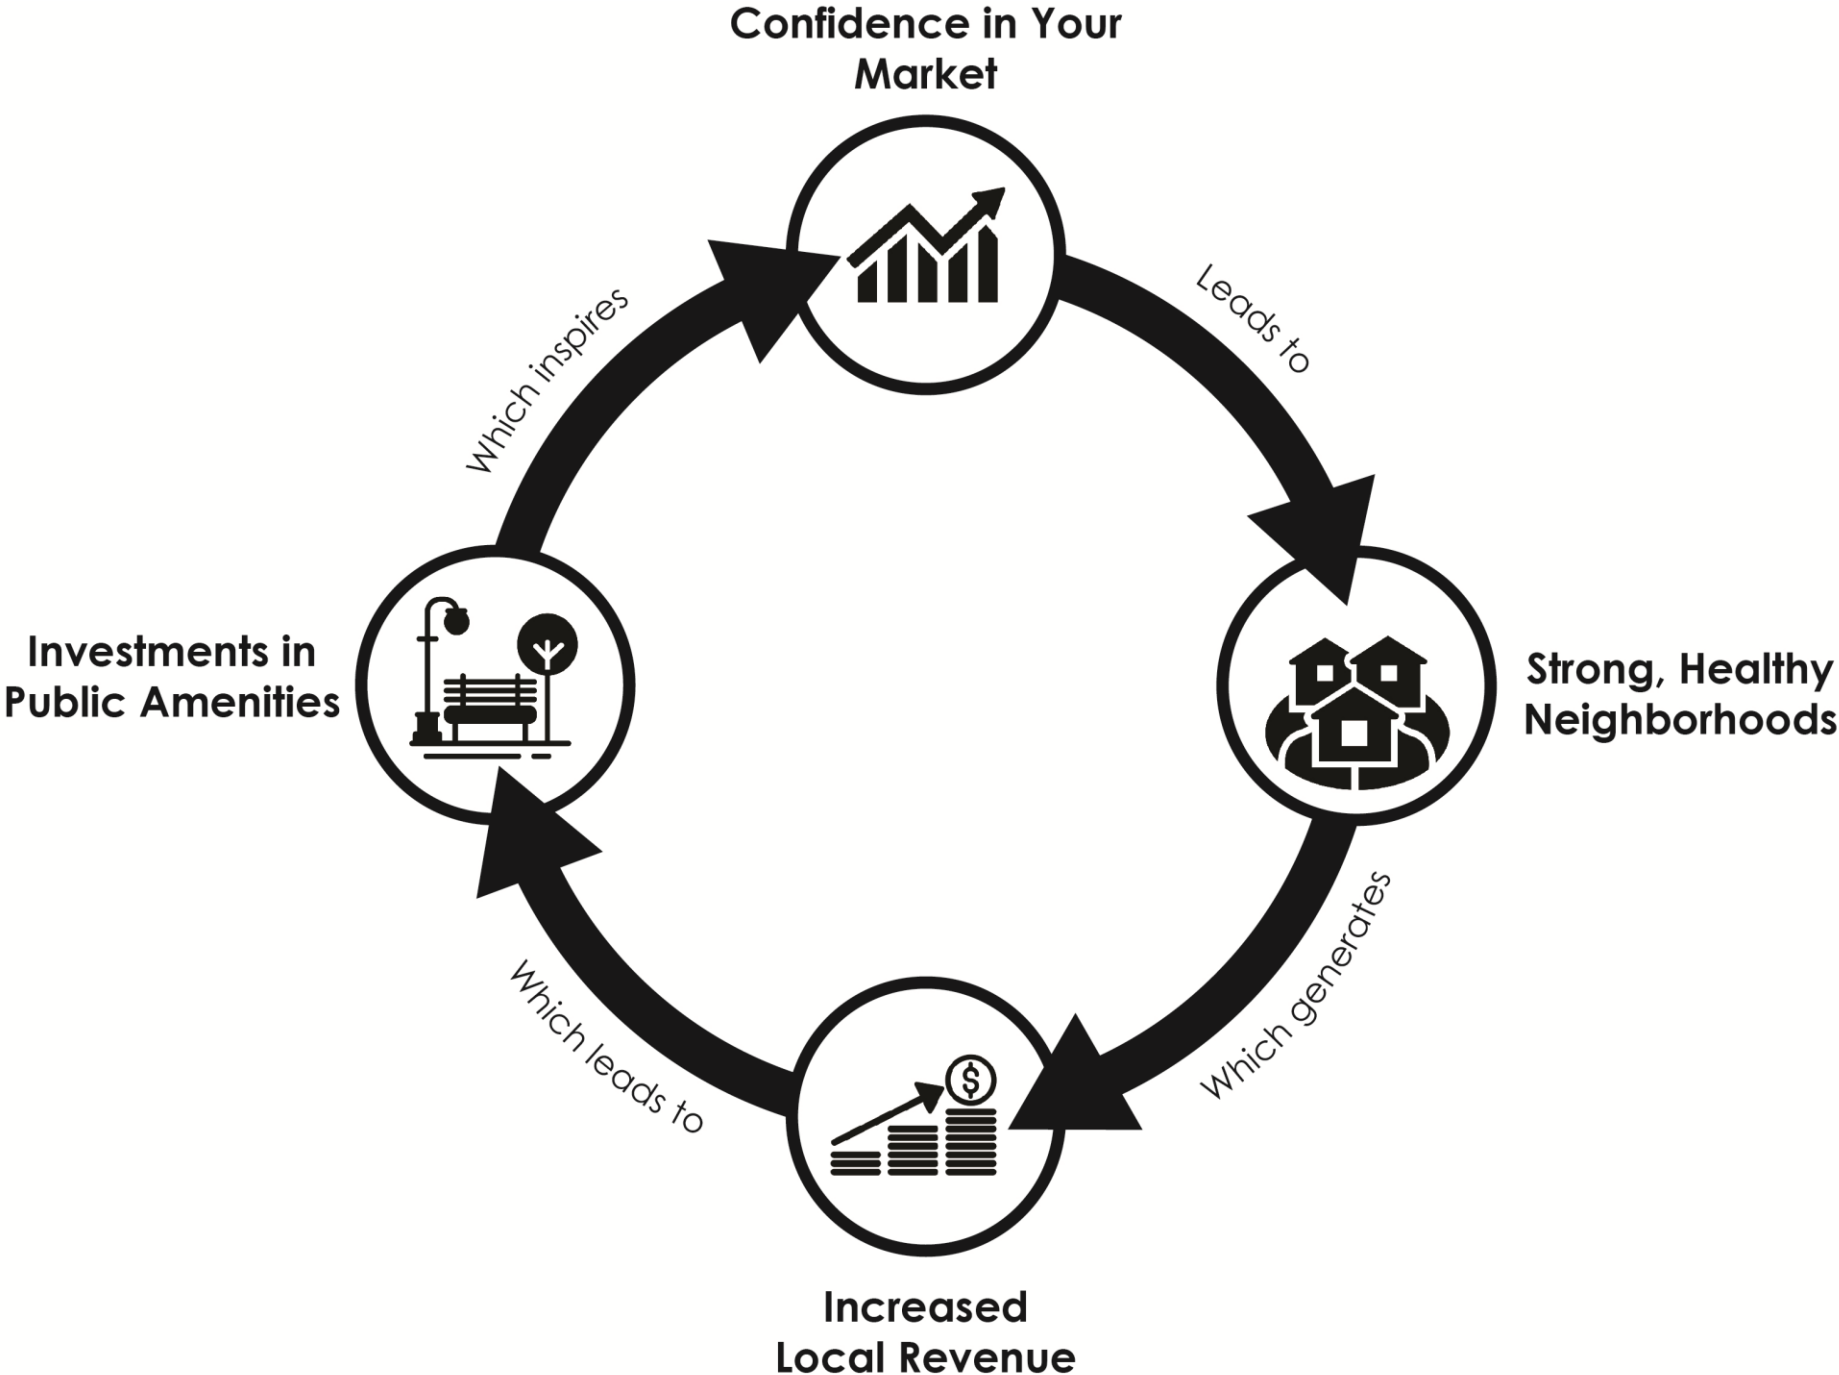 Confidence in Your
Market
Leads to
Strong, Healthy
Neighborhoods
Which generates
Increased
Local Revenue
$
Which leads to
Investments in
Public Amenities
Which inspires